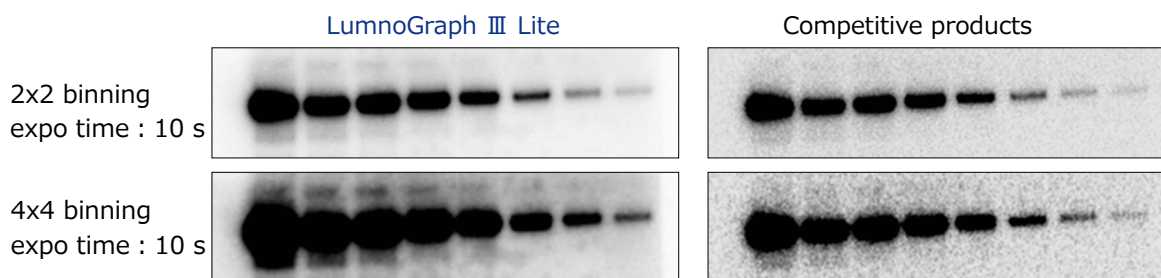 LumnoGraph Ⅲ Lite
Competitive products
2x2 binning
expo time : 10 s
4x4 binning
expo time : 10 s